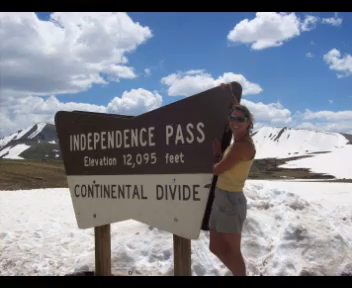 INDEPENDENCE PASS
Elevation 12,095 feet
CONTINENTAL DIVIDE